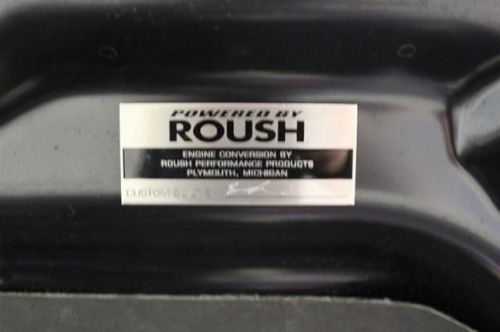 POWERED BY
ROUSH
ENGINE CONVERSION BY
ROUSH PERFORMANCE PRODUCTS
PLYMOUTH, MICHIGAN
CUSTOM